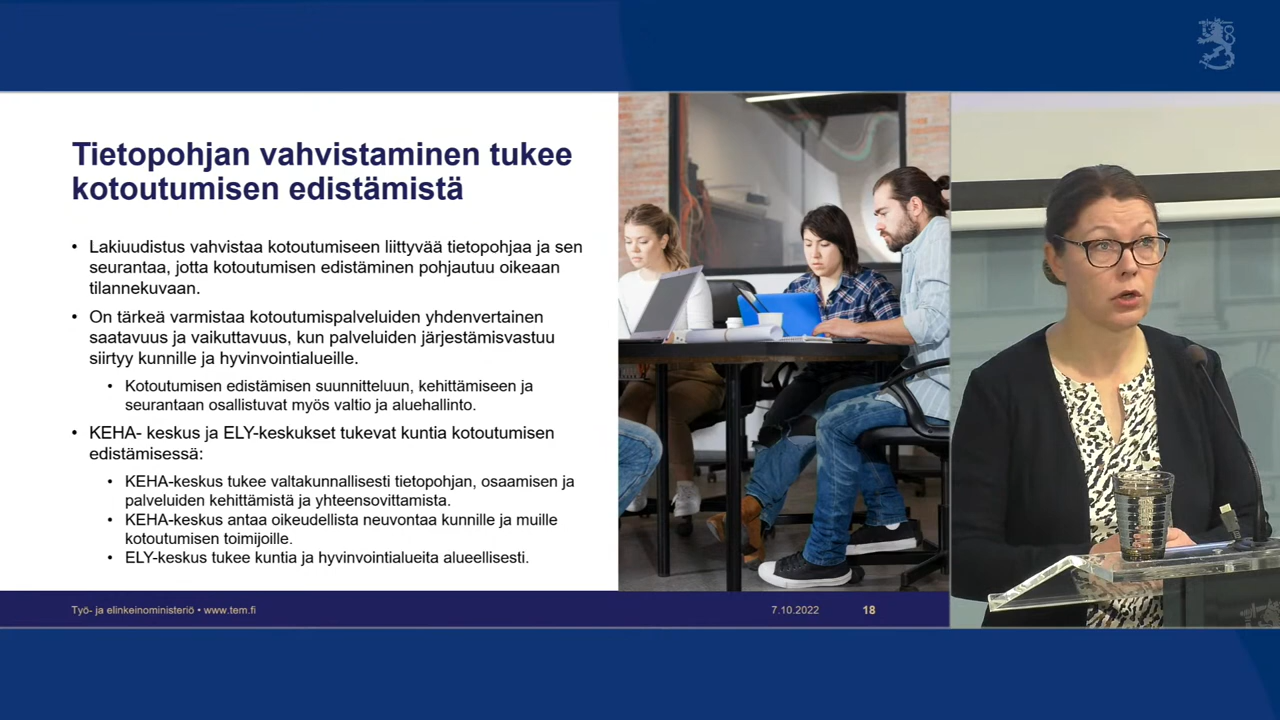 Tietopohjan vahvistaminen tukee
kotoutumisen edistämistä
• Lakiuudistus vahvistaa kotoutumiseen liittyvää tietopohjaa ja sen
seurantaa, jotta kotoutumisen edistäminen pohjautuu oikeaan
tilannekuvaan.
• On tärkeä varmistaa kotoutumispalveluiden yhdenvertainen
saatavuus ja vaikuttavuus, kun palveluiden järjestämisvastuu
siirtyy kunnille ja hyvinvointialueille.
• Kotoutumisen edistämisen suunnitteluun, kehittämiseen ja
seurantaan osallistuvat myös valtio ja aluehallinto.
• KEHA- keskus ja ELY-keskukset tukevat kuntia kotoutumisen
edistämisessä:
• KEHA-keskus tukee valtakunnallisesti tietopohjan, osaamisen ja
palveluiden kehittämistä ja yhteensovittamista.
• KEHA-keskus antaa oikeudellista neuvontaa kunnille ja muille
kotoutumisen toimijoille.
• ELY-keskus tukee kuntia ja hyvinvointialueita alueellisesti.
Työ- ja elinkeinoministeriö • www.tem.fi 7.10.2022 18